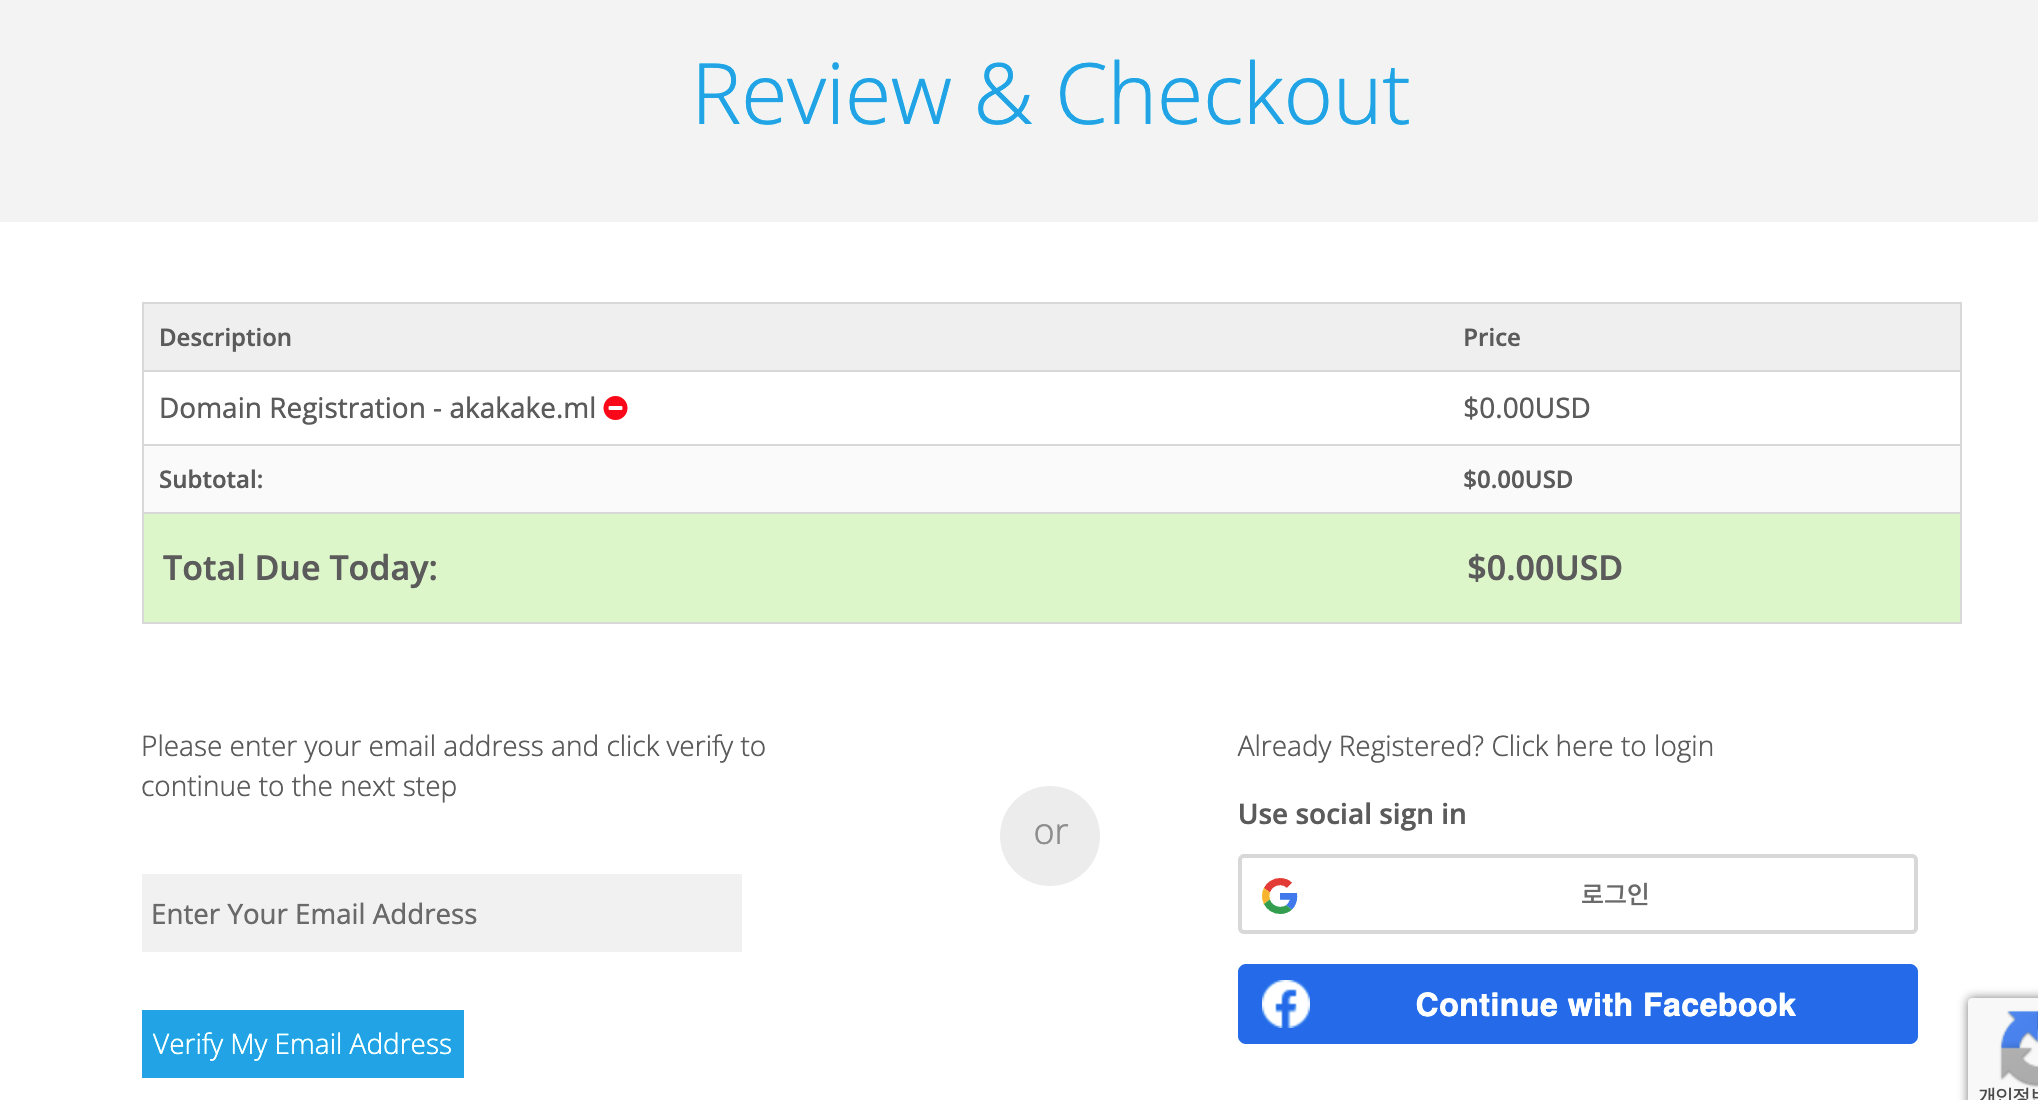 Review & Checkout
Description Price
Domain Registration - akakake.ml $0.00USD
Subtotal: $0.00USD
Total Due Today: $0.00USD
Please enter your email address and click verify to
continue to the next step
Enter Your Email Address
Verify My Email Address
or
Already Registered? Click here to login
Use social sign in
로그인
Continue with Facebook